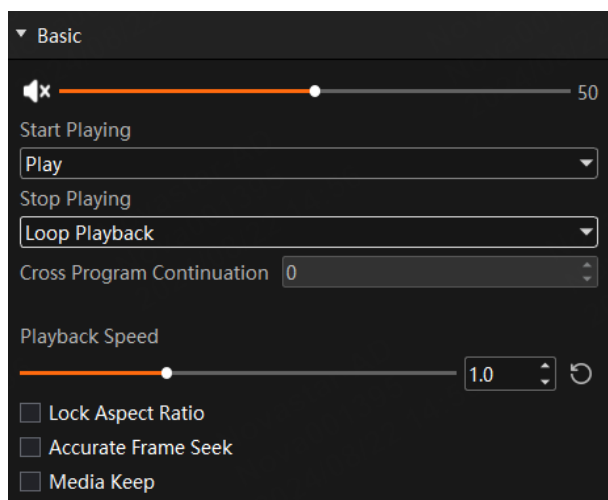 Basic
50
Start Playing
Play
Stop Playing
Loop Playback
Cross Program Continuation 0
Playback Speed
1.0
Lock Aspect Ratio
Accurate Frame Seek
Media Keep